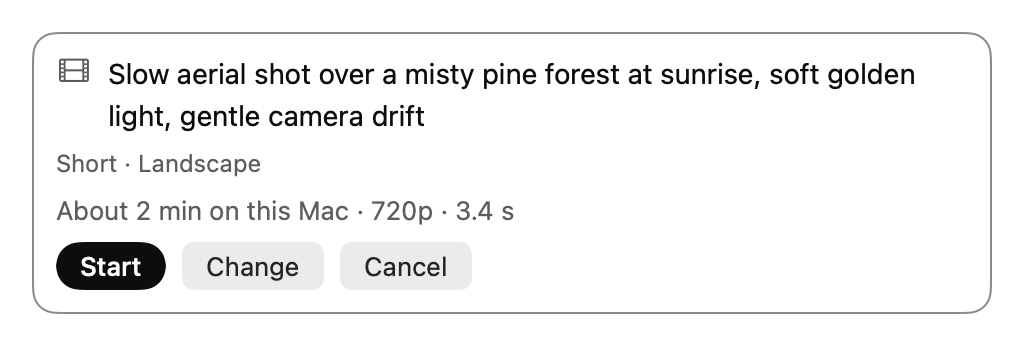 Slow aerial shot over a misty pine forest at sunrise, soft golden
light, gentle camera drift
Short · Landscape
About 2 min on this Mac · 720p · 3.4 s
Start Change Cancel